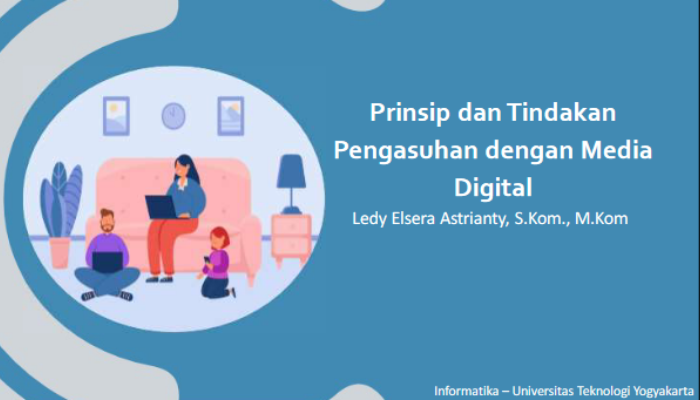 Prinsip dan Tindakan
Pengasuhan dengan Media
Digital
Ledy Elsera Astrianty, S.Kom., M.Kom
Informatika – Universitas Teknologi Yogyakarta